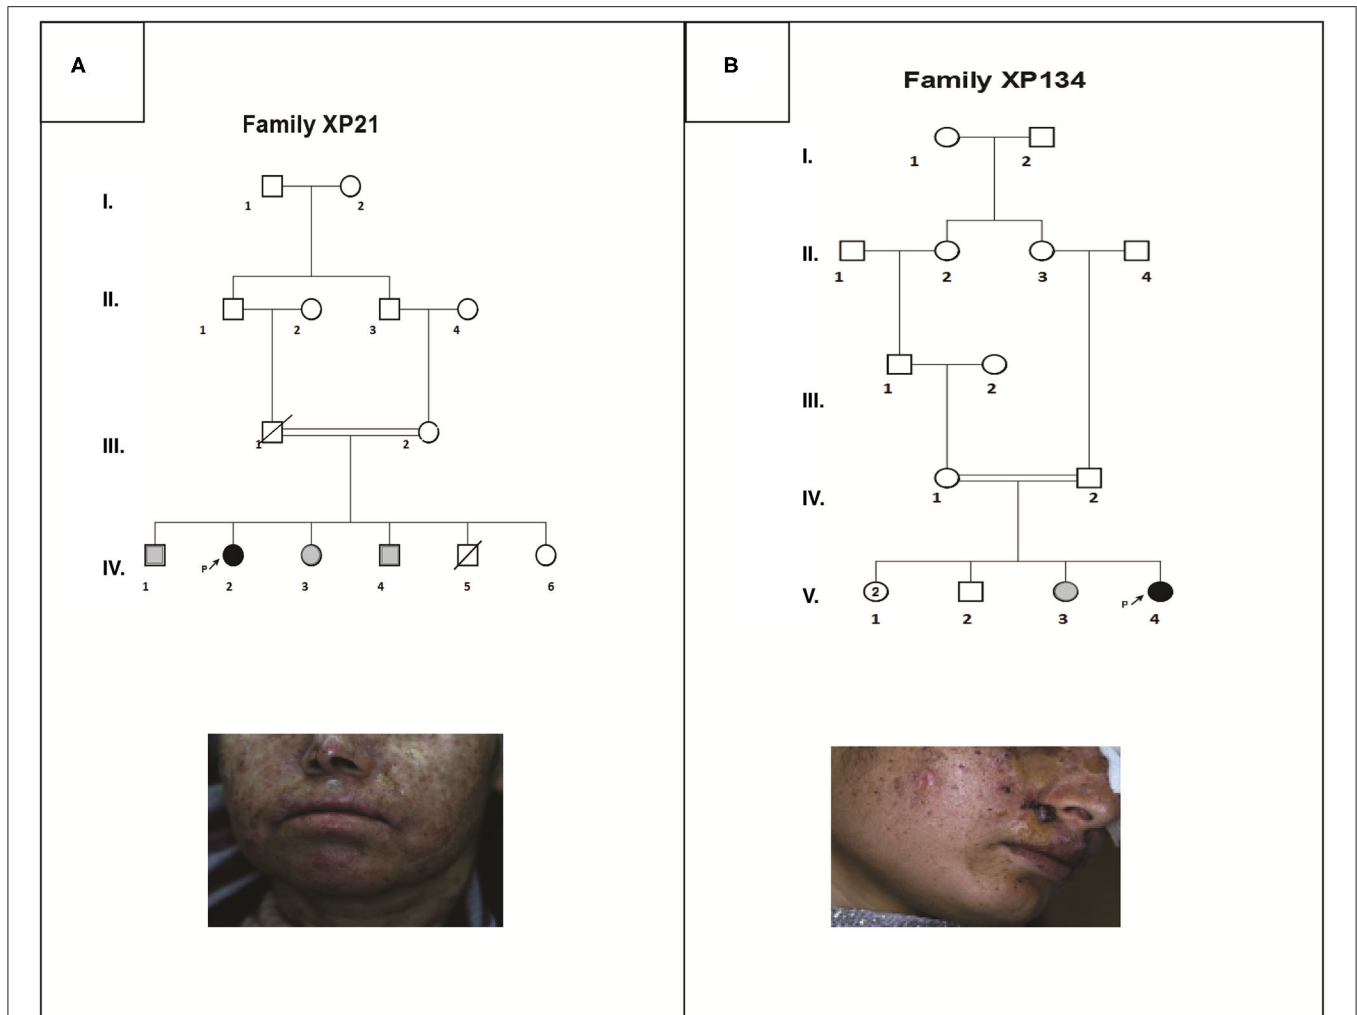 A
Family XP21
I.
1 2
II.
1 2 3 4
III.
1 2
IV.
P
1 2 3 4 5 6
B
Family XP134
I.
1 2
II.
1 2 3 4
III.
1 2
IV.
1 2
V.
2
P
1 2 3 4